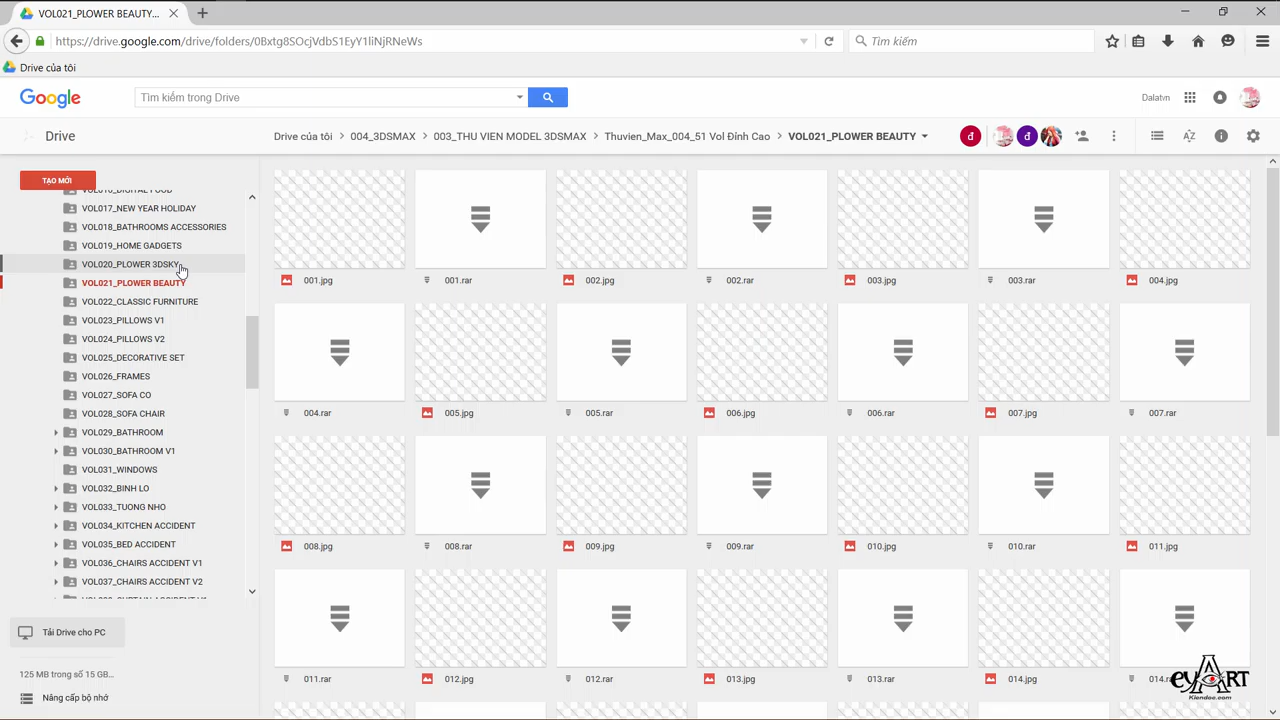 VOL021_PLOWER BEAUTY...
https://drive.google.com/drive/folders/0Bxtg8SOcjVdbS1EyY1liNjRNeWs
Tìm kiếm
Drive của tôi
Google
Tìm kiếm trong Drive
Dalatvn
Drive
Drive của tôi > 004_3DSMAX > 003_THU VIEN MODEL 3DSMAX > Thuvien_Max_004_51 Vol Đỉnh Cao > VOL021_PLOWER BEAUTY
đ
đ
TẠO MỚI
VOL016_DIGITAL FOOD
VOL017_NEW YEAR HOLIDAY
VOL018_BATHROOMS ACCESSORIES
VOL019_HOME GADGETS
VOL020_PLOWER 3DSKY
VOL021_PLOWER BEAUTY
VOL022_CLASSIC FURNITURE
VOL023_PILLOWS V1
VOL024_PILLOWS V2
VOL025_DECORATIVE SET
VOL026_FRAMES
VOL027_SOFA CO
VOL028_SOFA CHAIR
VOL029_BATHROOM
VOL030_BATHROOM V1
VOL031_WINDOWS
VOL032_BINH LO
VOL033_TUONG NHO
VOL034_KITCHEN ACCIDENT
VOL035_BED ACCIDENT
VOL036_CHAIRS ACCIDENT V1
VOL037_CHAIRS ACCIDENT V2
Tải Drive cho PC
125 MB trong số 15 GB...
Nâng cấp bộ nhớ
001.jpg
001.rar
002.jpg
002.rar
003.jpg
003.rar
004.jpg
004.rar
005.jpg
005.rar
006.jpg
006.rar
007.jpg
007.rar
008.jpg
008.rar
009.jpg
009.rar
010.jpg
010.rar
011.jpg
011.rar
012.jpg
012.rar
013.jpg
013.rar
014.jpg
014.rar
eyART
Kiendec.com